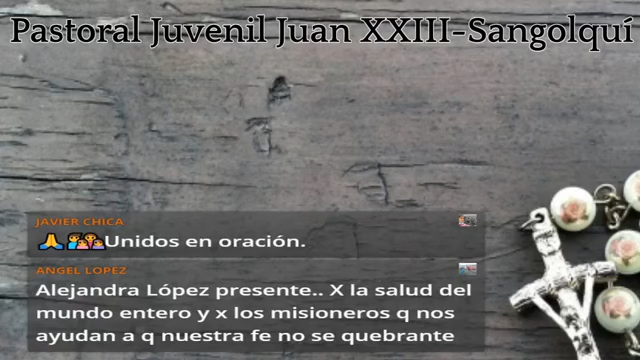 Pastoral Juvenil Juan XXIII-Sangolquí
JAVIER CHICA
🙏👨‍👩‍👧‍👦Unidos en oración.
ANGEL LOPEZ
Alejandra López presente.. X la salud del
mundo entero y x los misioneros q nos
ayudan a q nuestra fe no se quebrante